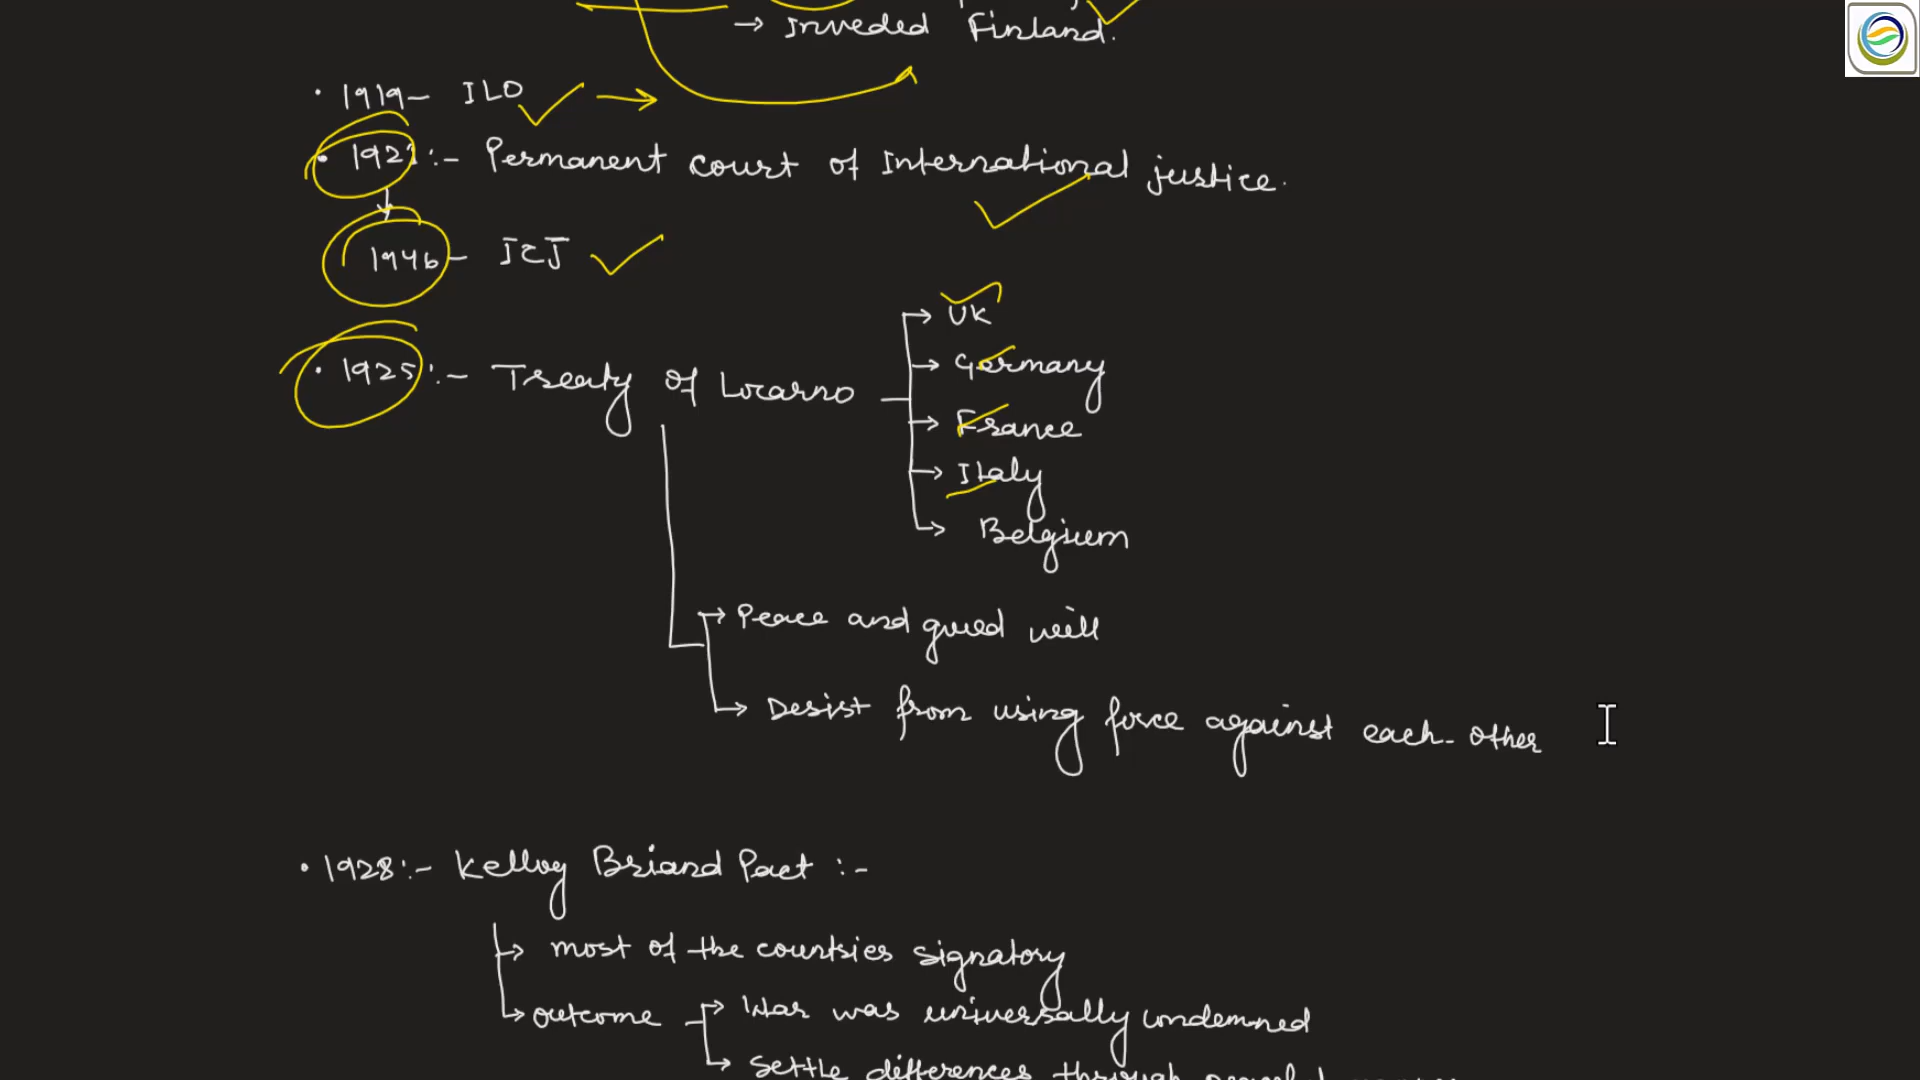 → Inveded Finland.
• 1919- ILO →
• 192 :- Permanent court of International justice.
1946- ICJ
• 1925:- Treaty of Locarno
→ UK
→ Germany
→ France
→ Italy
→ Belgium
→ Peace and good will
→ Desist from using force against each-other
• 1928:- Kellog Briand Pact :-
→ most of the countries signatory
→ outcome → War was universally condemned
→ Settle differences through